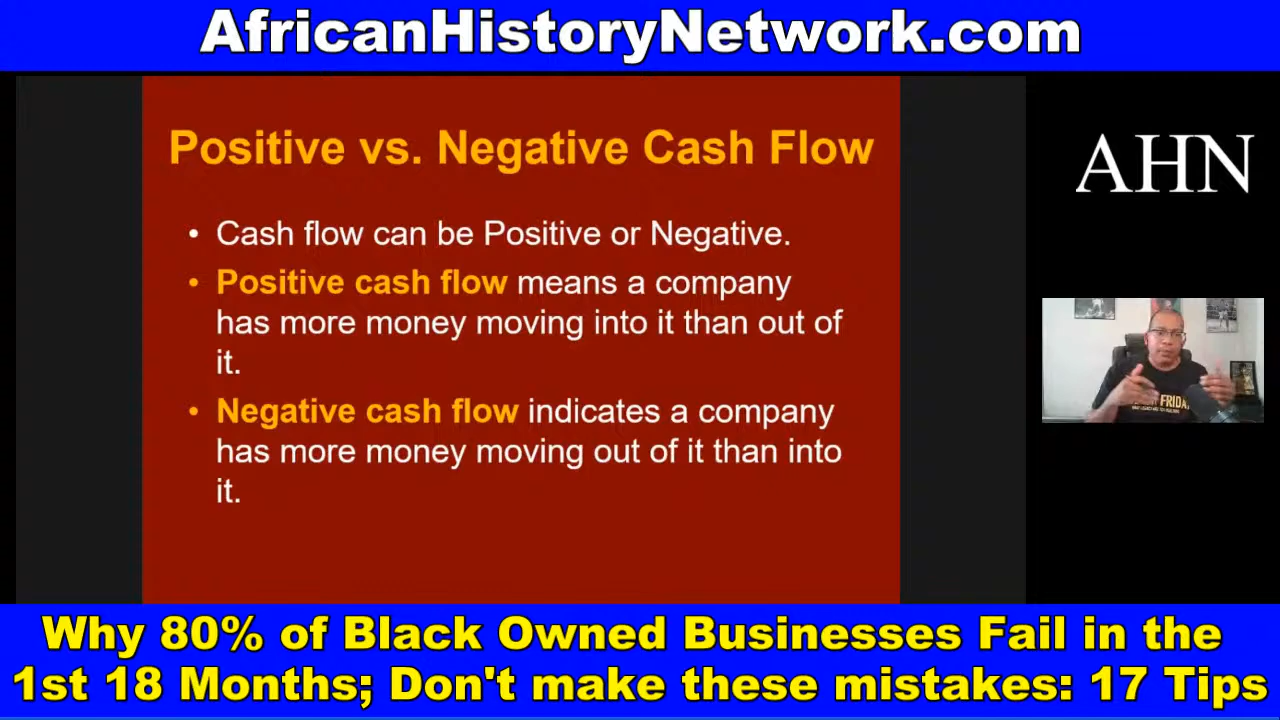 AfricanHistoryNetwork.com
Positive vs. Negative Cash Flow
AHN
• Cash flow can be Positive or Negative.
• Positive cash flow means a company
has more money moving into it than out of
it.
• Negative cash flow indicates a company
has more money moving out of it than into
it.
FRIDAY
Why 80% of Black Owned Businesses Fail in the
1st 18 Months; Don't make these mistakes: 17 Tips